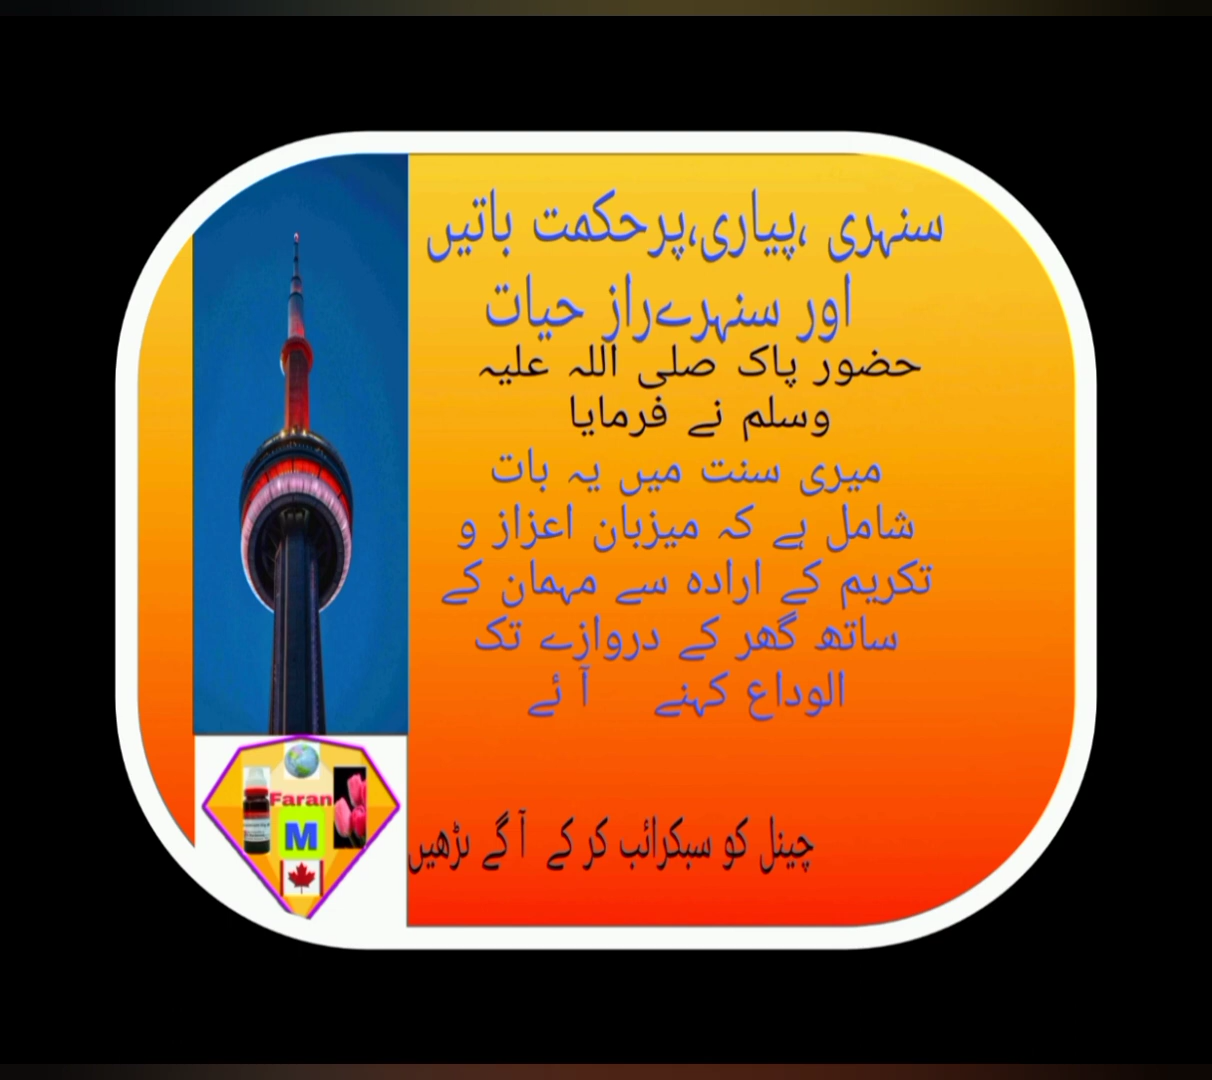 سنہری ،پیاری،پرحکمت باتیں
اور سنہرےراز حیات
حضور پاک صلی اللہ علیہ
وسلم نے فرمایا
میری سنت میں یہ بات
شامل ہے کہ میزبان اعزاز و
تکریم کے ارادہ سے مہمان کے
ساتھ گھر کے دروازے تک
الوداع کہنے آ ئے
چینل کو سبکرائب کر کے آ گے بڑھیں
Faran
M